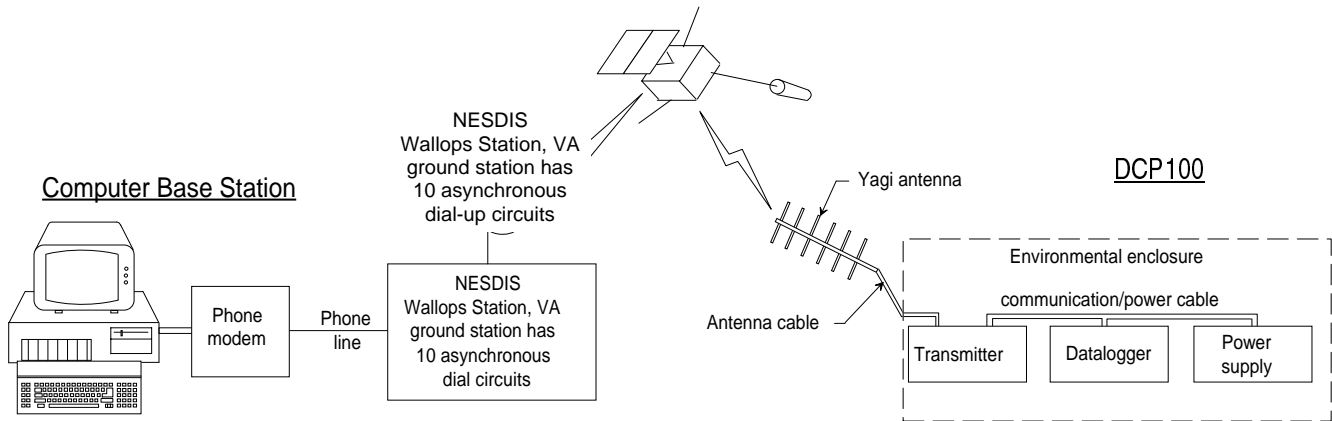 NESDIS
Wallops Station, VA
ground station has
10 asynchronous
dial-up circuits
Computer Base Station
DCP100
Yagi antenna
Environmental enclosure
communication/power cable
Antenna cable
Transmitter
Datalogger
Power
supply
Phone
modem
Phone
line
NESDIS
Wallops Station, VA
ground station has
10 asynchronous
dial circuits